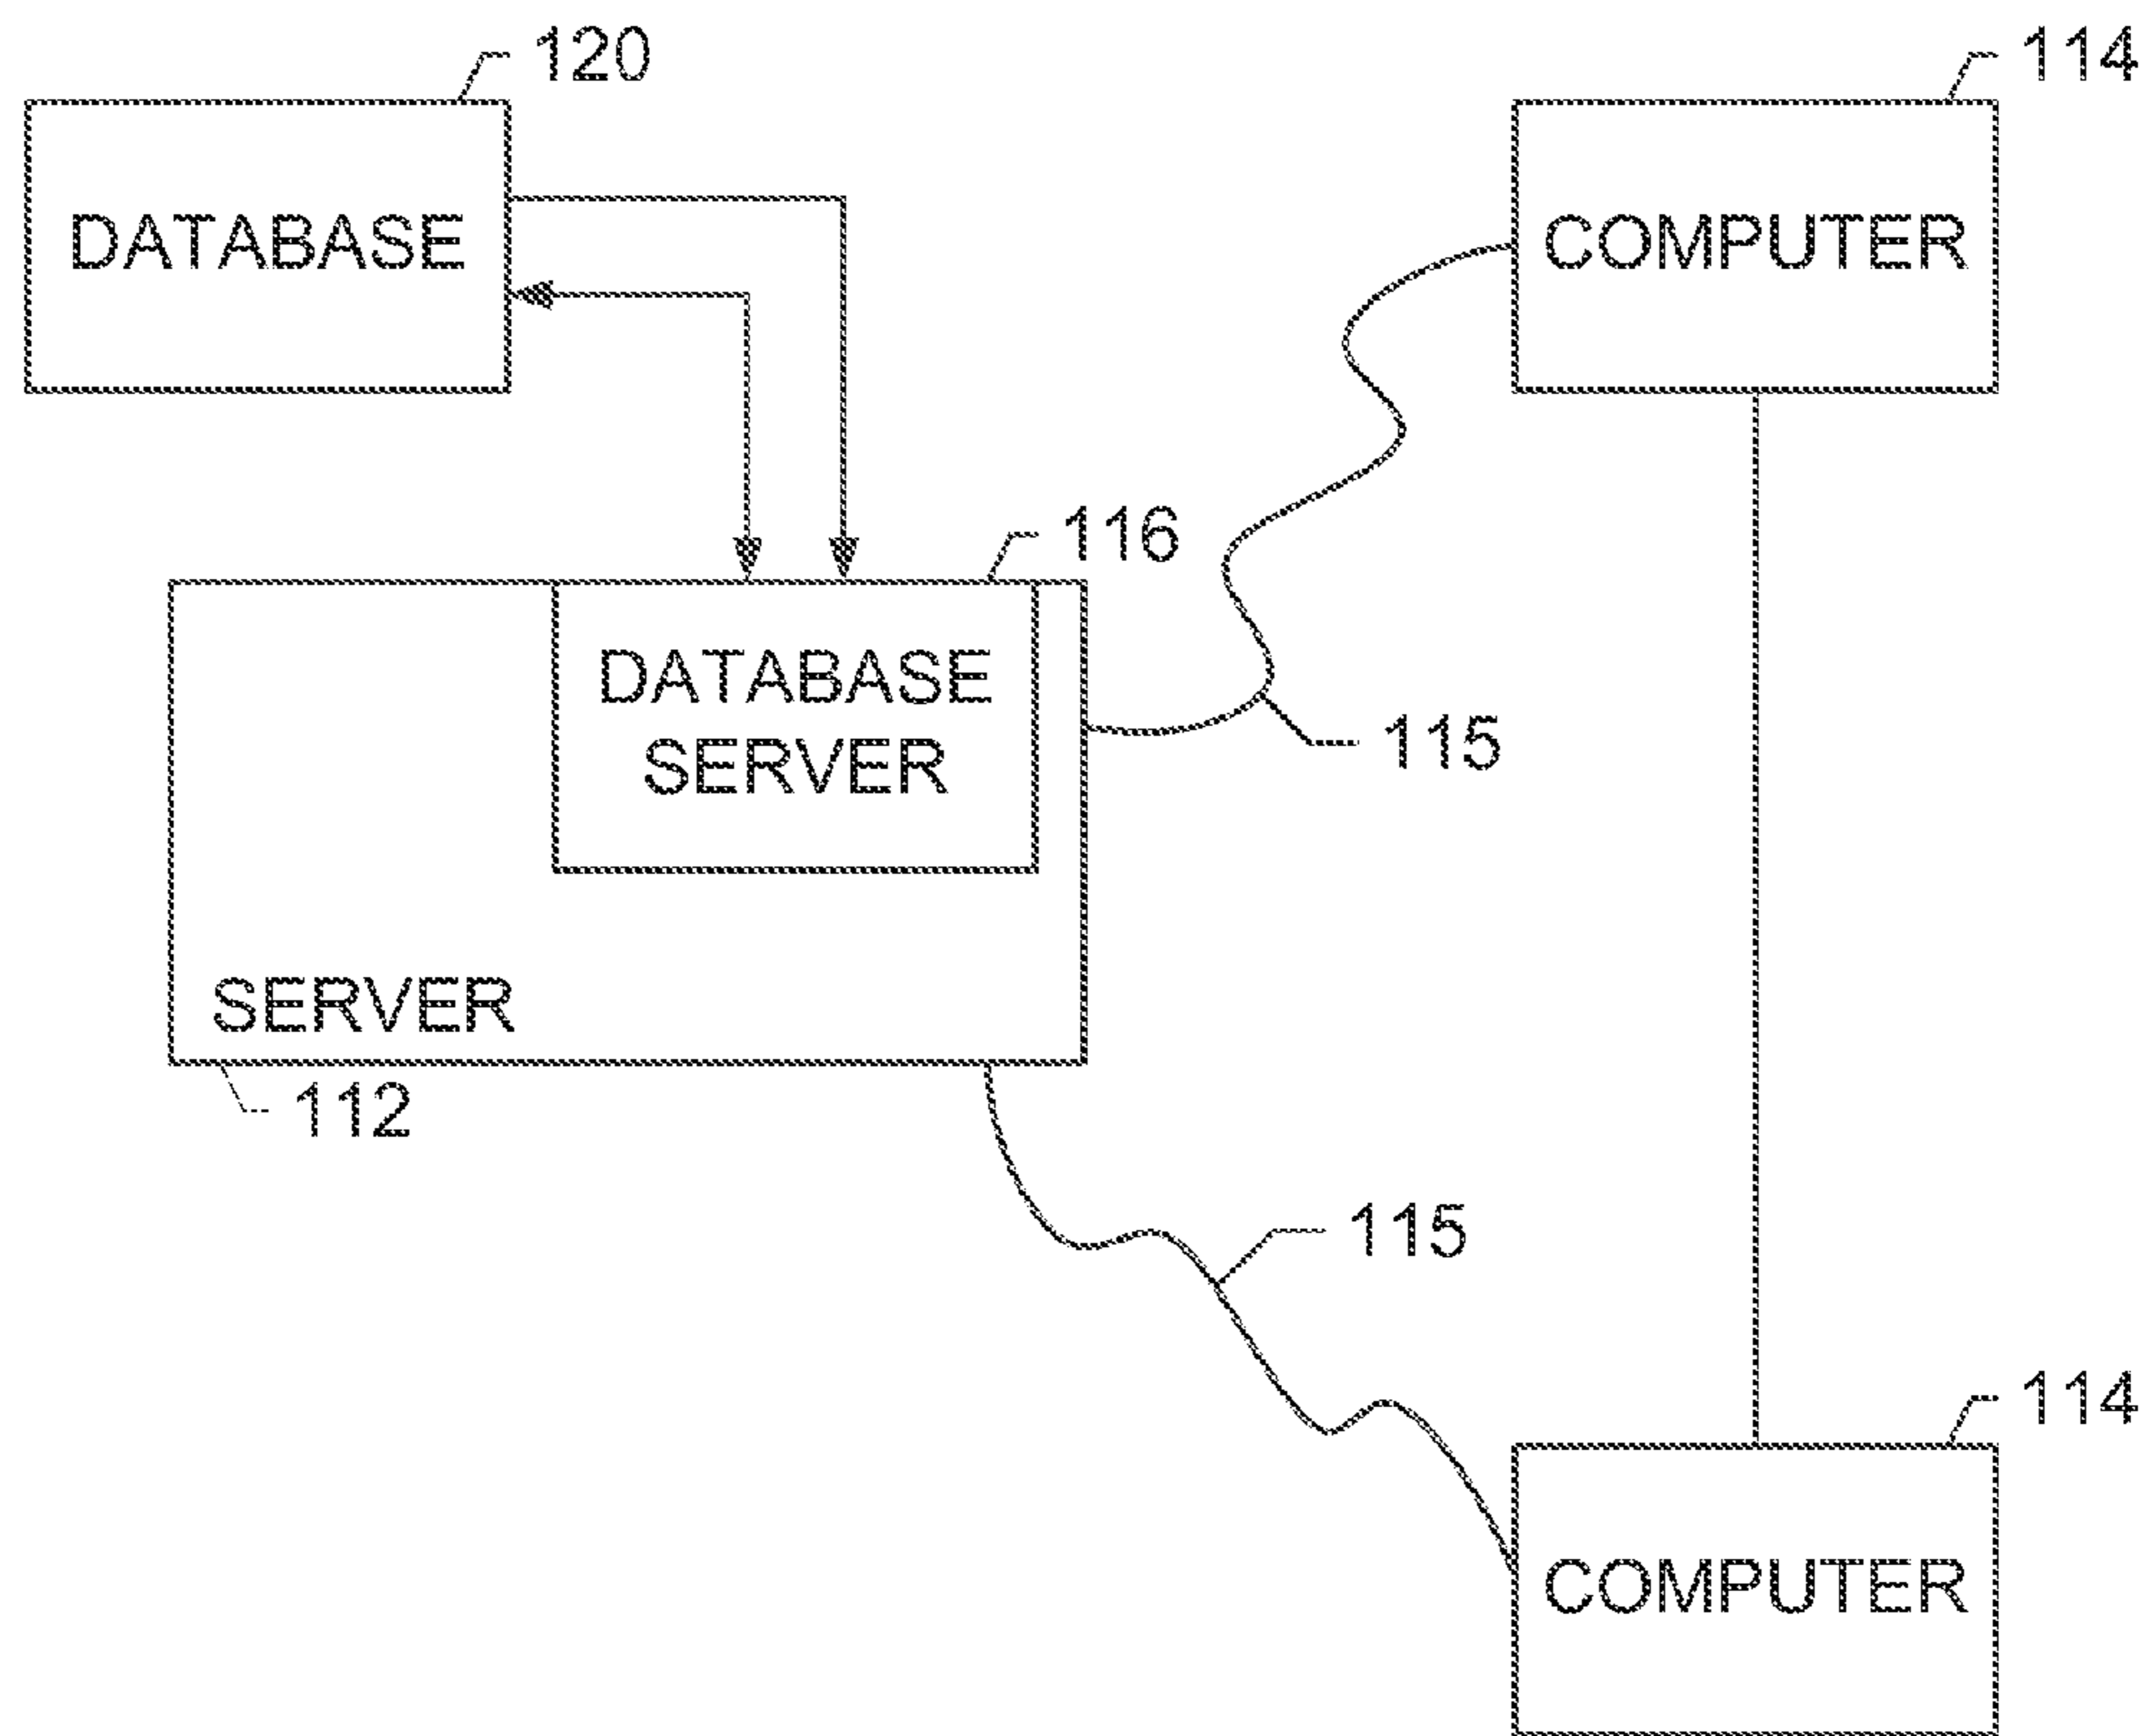 120
114
DATABASE
COMPUTER
116
DATABASE
SERVER
115
SERVER
112
115
114
COMPUTER